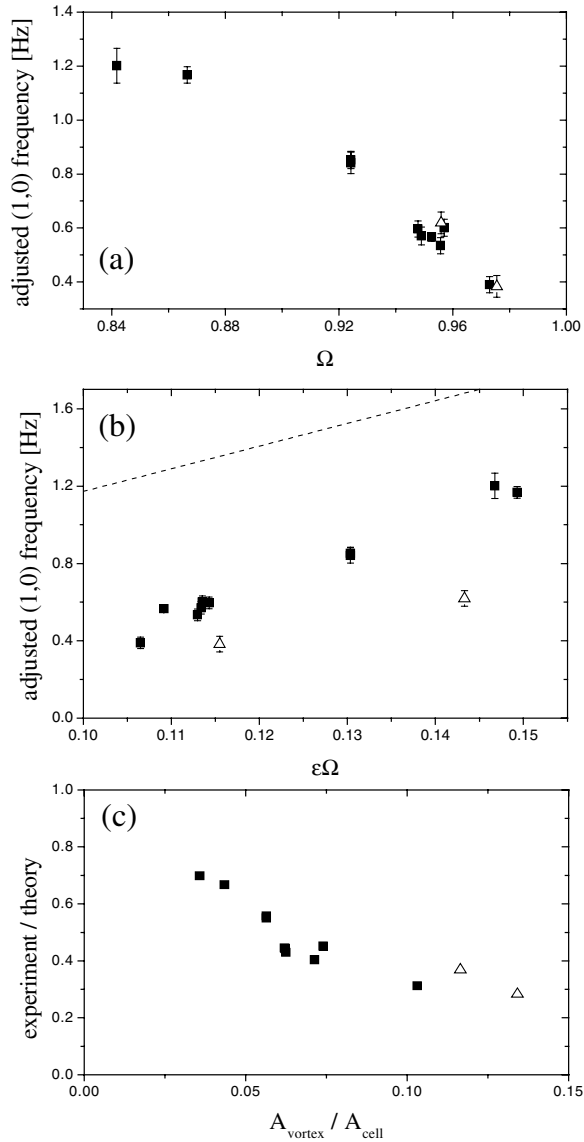 1.4
1.2
1.0
0.8
0.6
0.4
adjusted (1,0) frequency [Hz]
(a)
0.84 0.88 0.92 0.96 1.00
Ω
1.6
1.2
0.8
0.4
0.0
adjusted (1,0) frequency [Hz]
(b)
0.10 0.11 0.12 0.13 0.14 0.15
εΩ
1.0
0.8
0.6
0.4
0.2
0.0
experiment / theory
(c)
0.00 0.05 0.10 0.15
A_vortex / A_cell